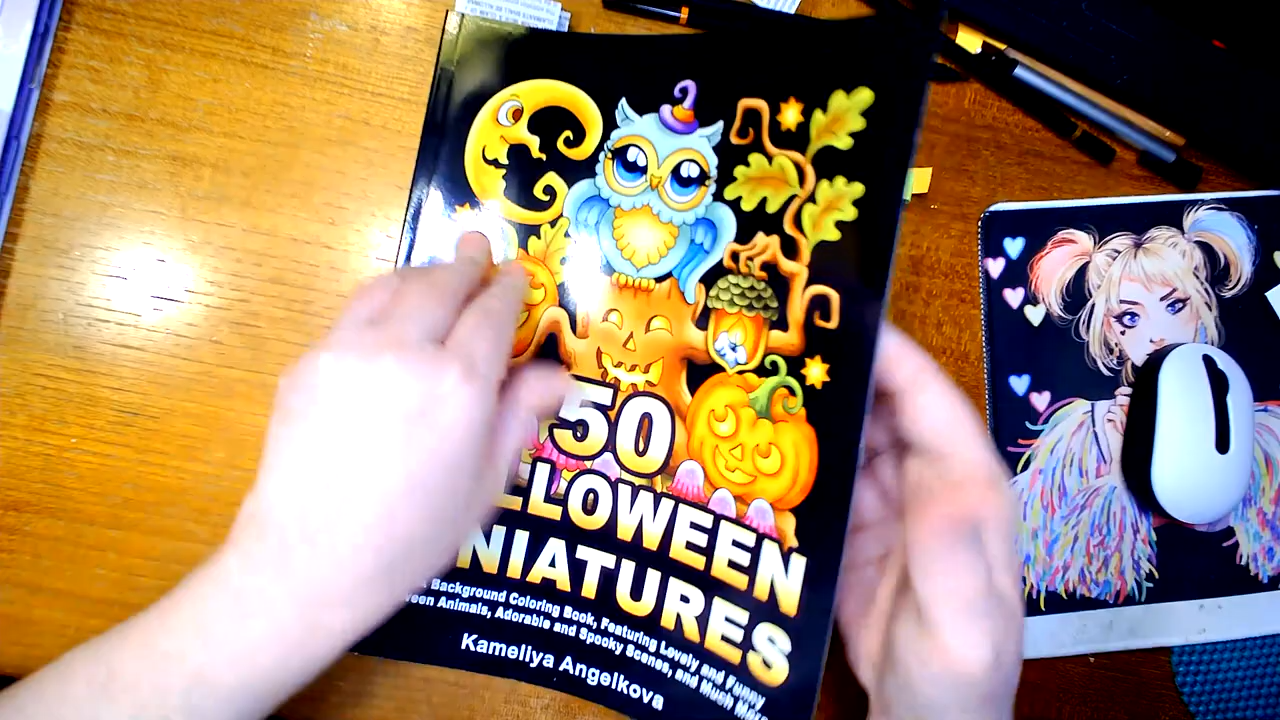 50
LLOWEEN
NIATURES
Background Coloring Book, Featuring Lovely and Funny
een Animals, Adorable and Spooky Scenes, and Much More
Kameliya Angelkova